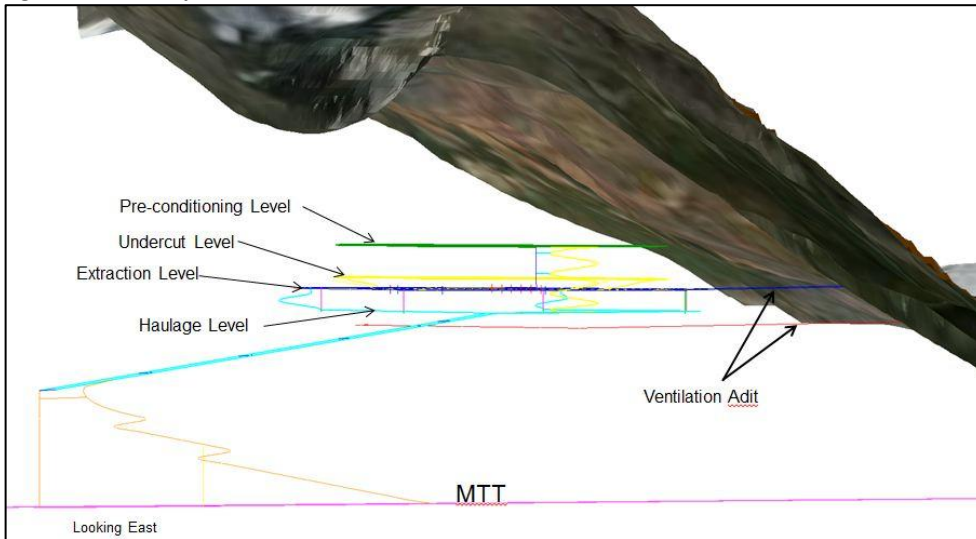 Pre-conditioning Level
Undercut Level
Extraction Level
Haulage Level
Ventilation Adit
MTT
Looking East